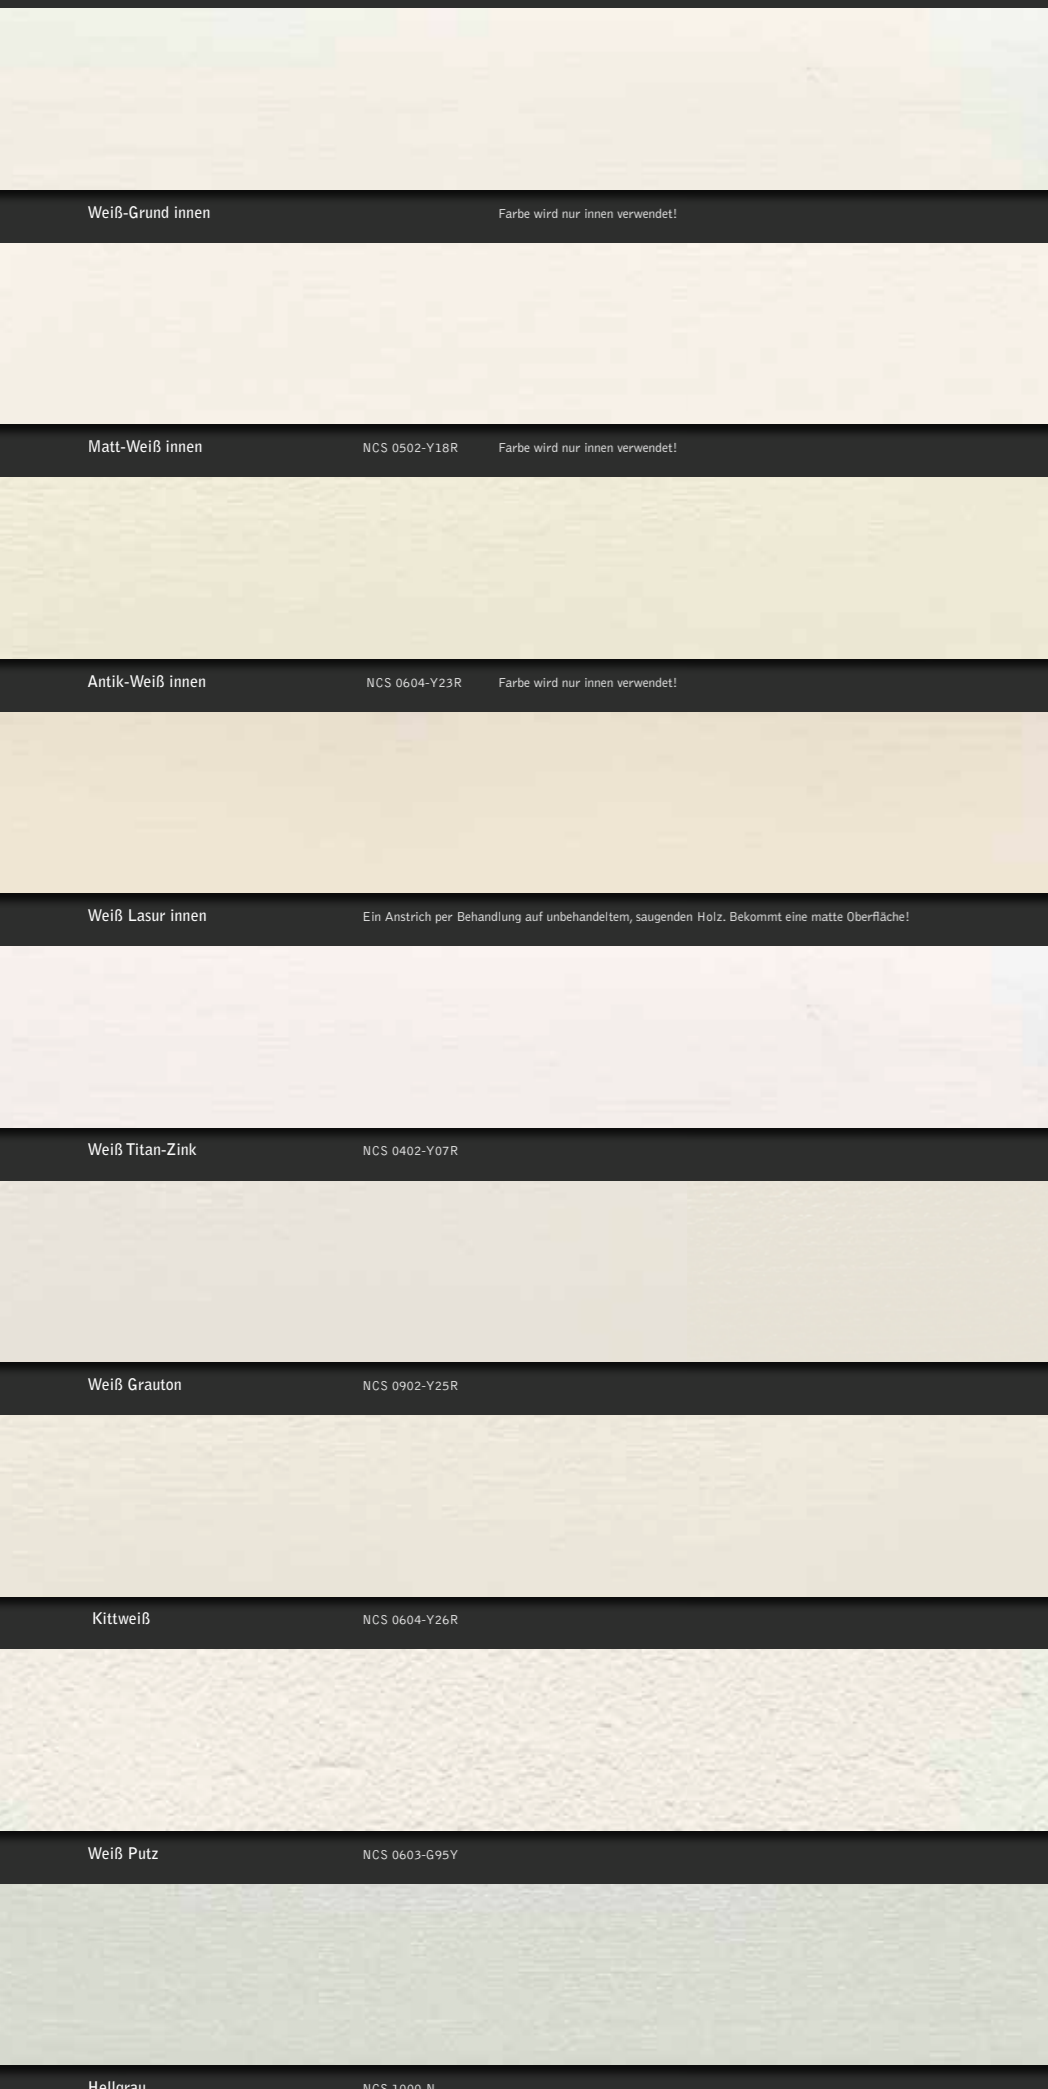 Weiß-Grund innen Farbe wird nur innen verwendet!
Matt-Weiß innen NCS 0502-Y18R Farbe wird nur innen verwendet!
Antik-Weiß innen NCS 0604-Y23R Farbe wird nur innen verwendet!
Weiß Lasur innen Ein Anstrich per Behandlung auf unbehandeltem, saugenden Holz. Bekommt eine matte Oberfläche!
Weiß Titan-Zink NCS 0402-Y07R
Weiß Grauton NCS 0902-Y25R
Kittweiß NCS 0604-Y26R
Weiß Putz NCS 0603-G95Y
Hellgrau NCS 1000-N